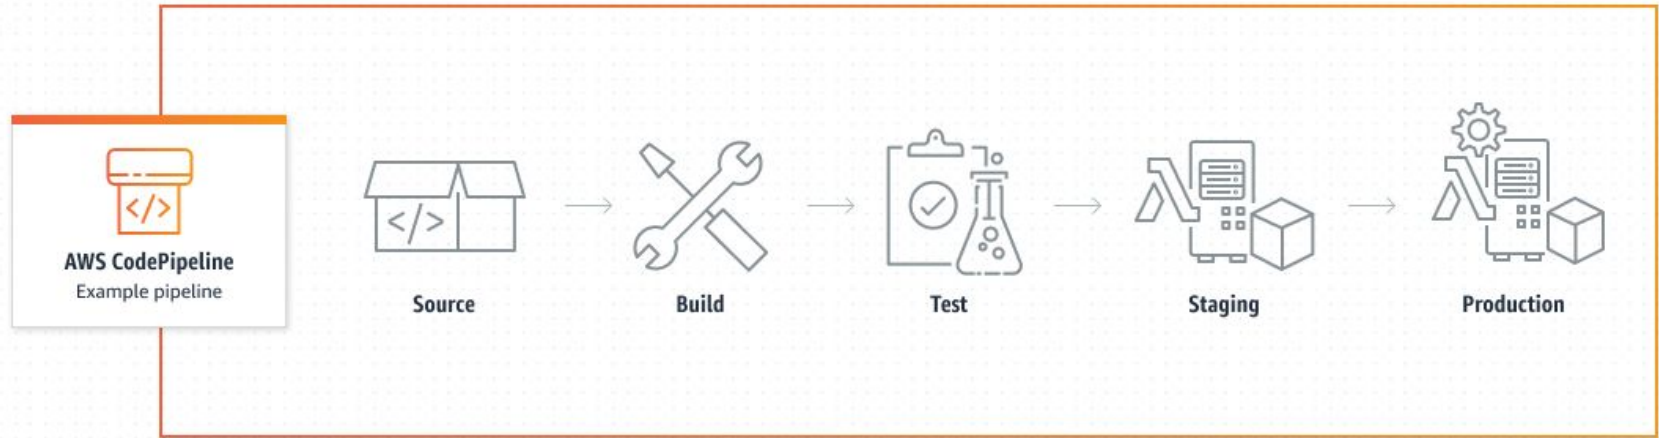 </>
AWS CodePipeline
Example pipeline
</>
Source
Build
Test
Staging
Production